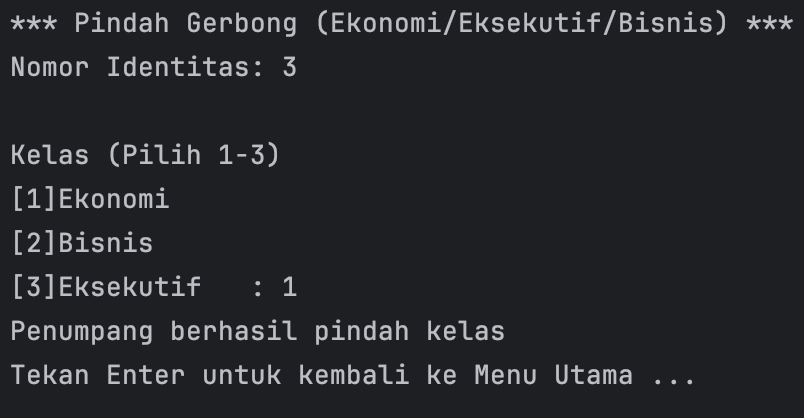 *** Pindah Gerbong (Ekonomi/Eksekutif/Bisnis) ***
Nomor Identitas: 3
Kelas (Pilih 1-3)
[1]Ekonomi
[2]Bisnis
[3]Eksekutif   : 1
Penumpang berhasil pindah kelas
Tekan Enter untuk kembali ke Menu Utama ...